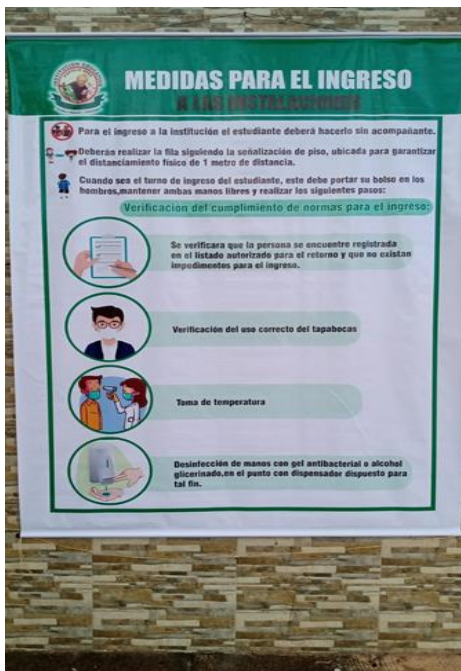 MEDIDAS PARA EL INGRESO
A LAS INSTALACIONES
Para el ingreso a la institución el estudiante deberá hacerlo sin acompañante.
Deberán realizar la fila siguiendo la señalización de piso, ubicada para garantizar
el distanciamiento físico de 1 metro de distancia.
Cuando sea el turno de ingreso del estudiante, este debe portar su bolso en los
hombros,mantener ambas manos libres y realizar los siguientes pasos:
Verificación del cumplimiento de normas para el ingreso:
Se verificara que la persona se encuentre registrada
en el listado autorizado para el retorno y que no existan
impedimentos para el ingreso.
Verificación del uso correcto del tapabocas
Toma de temperatura
Desinfección de manos con gel antibacterial o alcohol
glicerinado,en el punto con dispensador dispuesto para
tal fin.